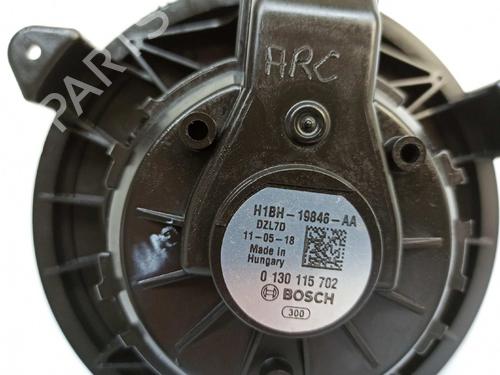 PARTS
ARC
H1BH-19846-AA
DZL7D
11-05-18
Made in
Hungary
0 130 115 702
BOSCH
300